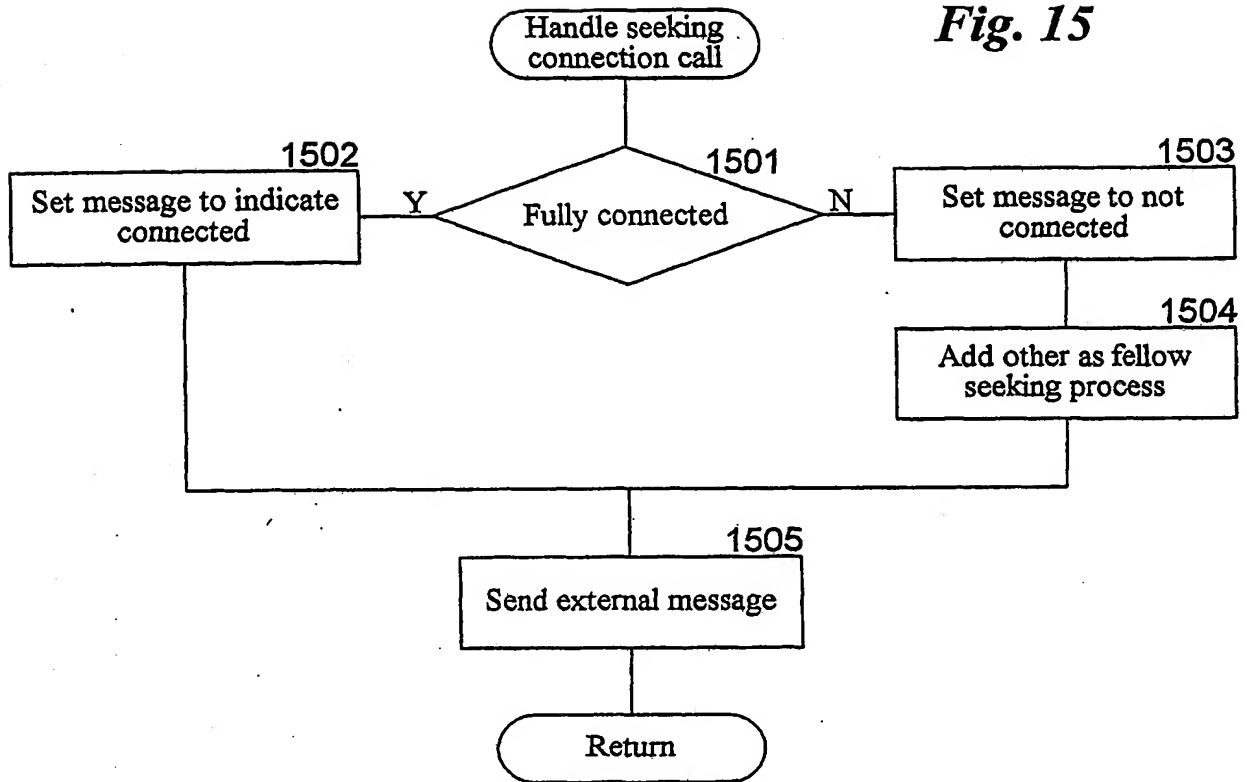 Fig. 15
Handle seeking
connection call
1501
Fully connected
Y
N
1502
Set message to indicate
connected
1503
Set message to not
connected
1504
Add other as fellow
seeking process
1505
Send external message
Return